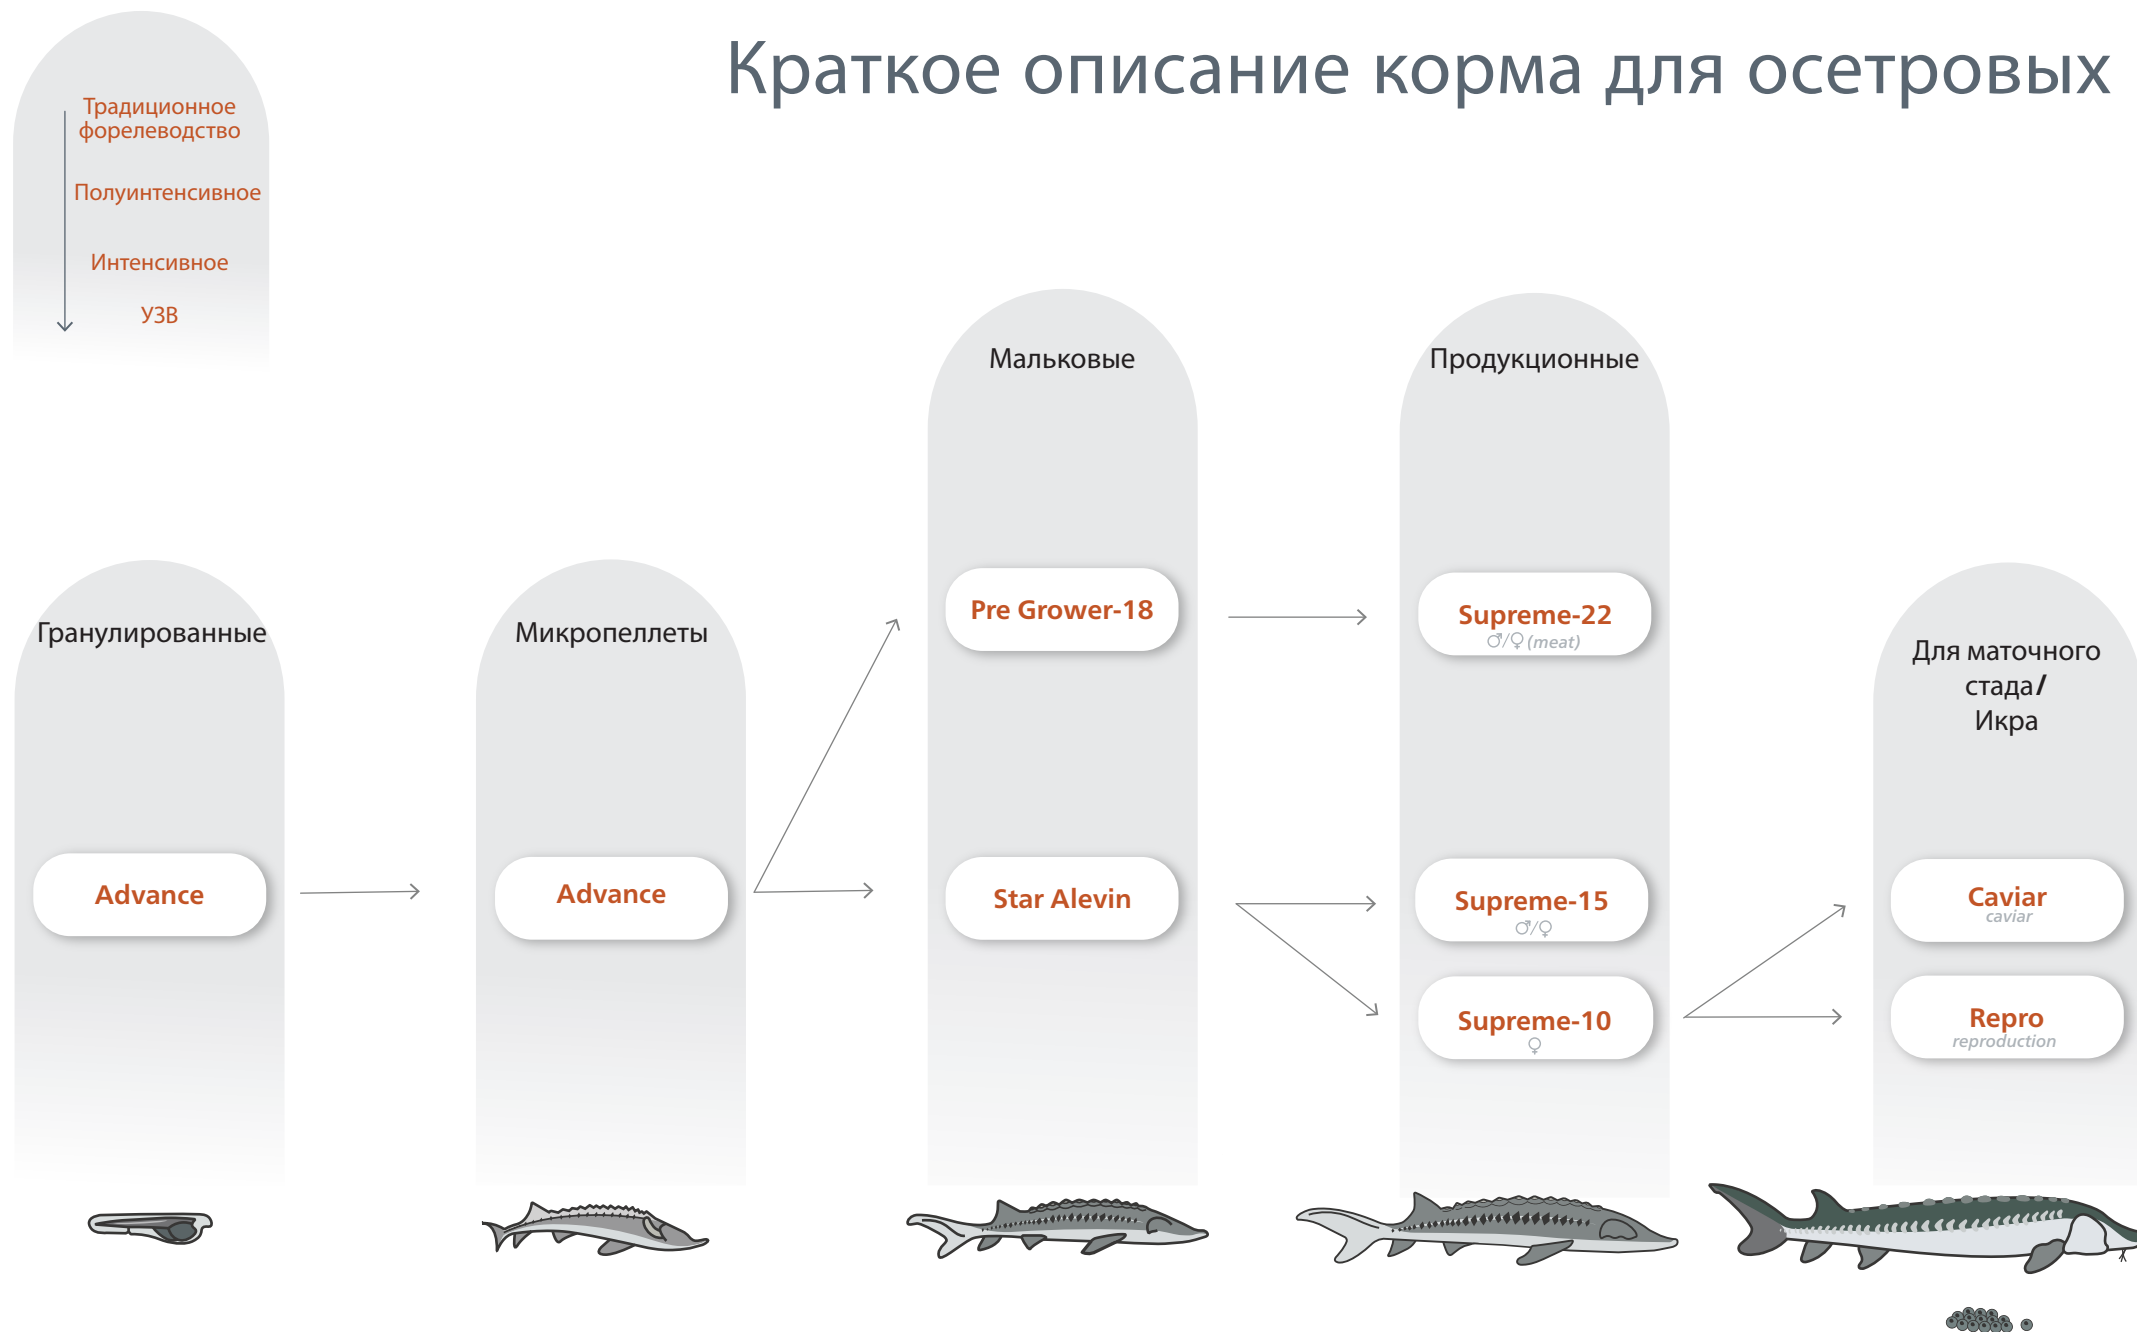 Краткое описание корма для осетровых
Традиционное
форелеводство
Полуинтенсивное
Интенсивное
УЗВ
Гранулированные
Advance
Микропеллеты
Advance
Мальковые
Pre Grower-18
Star Alevin
Продукционные
Supreme-22
♂/♀ (meat)
Supreme-15
♂/♀
Supreme-10
♀
Для маточного
стада/
Икра
Caviar
caviar
Repro
reproduction